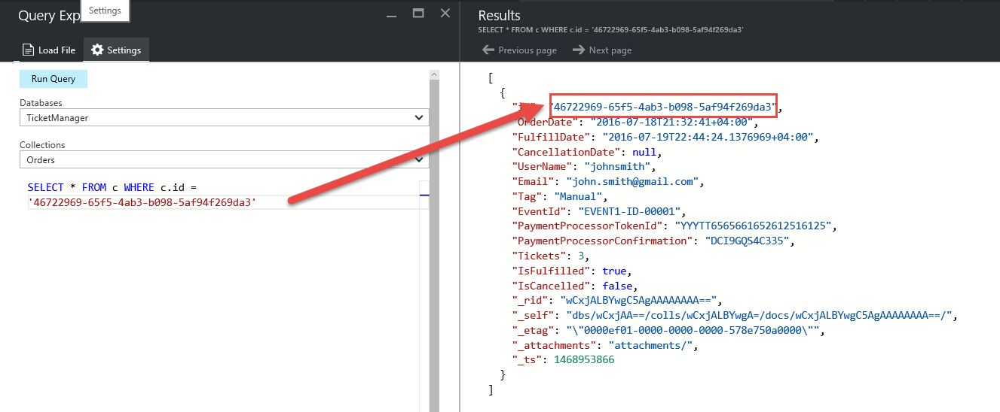 Query Exp
Settings
Load File
Settings
Run Query
Databases
TicketManager
Collections
Orders
SELECT * FROM c WHERE c.id =
'46722969-65f5-4ab3-b098-5af94f269da3'
Results
SELECT * FROM c WHERE c.id = '46722969-65f5-4ab3-b098-5af94f269da3'
Previous page
Next page
[
{
"46722969-65f5-4ab3-b098-5af94f269da3",
"OrderDate": "2016-07-18T21:32:41+04:00",
"FulfillDate": "2016-07-19T22:44:24.1376969+04:00",
"CancellationDate": null,
"UserName": "johnsmith",
"Email": "john.smith@gmail.com",
"Tag": "Manual",
"EventId": "EVENT1-ID-00001",
"PaymentProcessorTokenId": "YYYTT6565661652612516125",
"PaymentProcessorConfirmation": "DCI9GQS4C335",
"Tickets": 3,
"IsFulfilled": true,
"IsCancelled": false,
"_rid": "wCxjALBYwgC5AgAAAAAAAA==",
"_self": "dbs/wCxjAA==/colls/wCxjALBYwgA=/docs/wCxjALBYwgC5AgAAAAAAAA==/",
"_etag": "\"0000ef01-0000-0000-0000-578e750a0000\"",
"_attachments": "attachments/",
"_ts": 1468953866
}
]